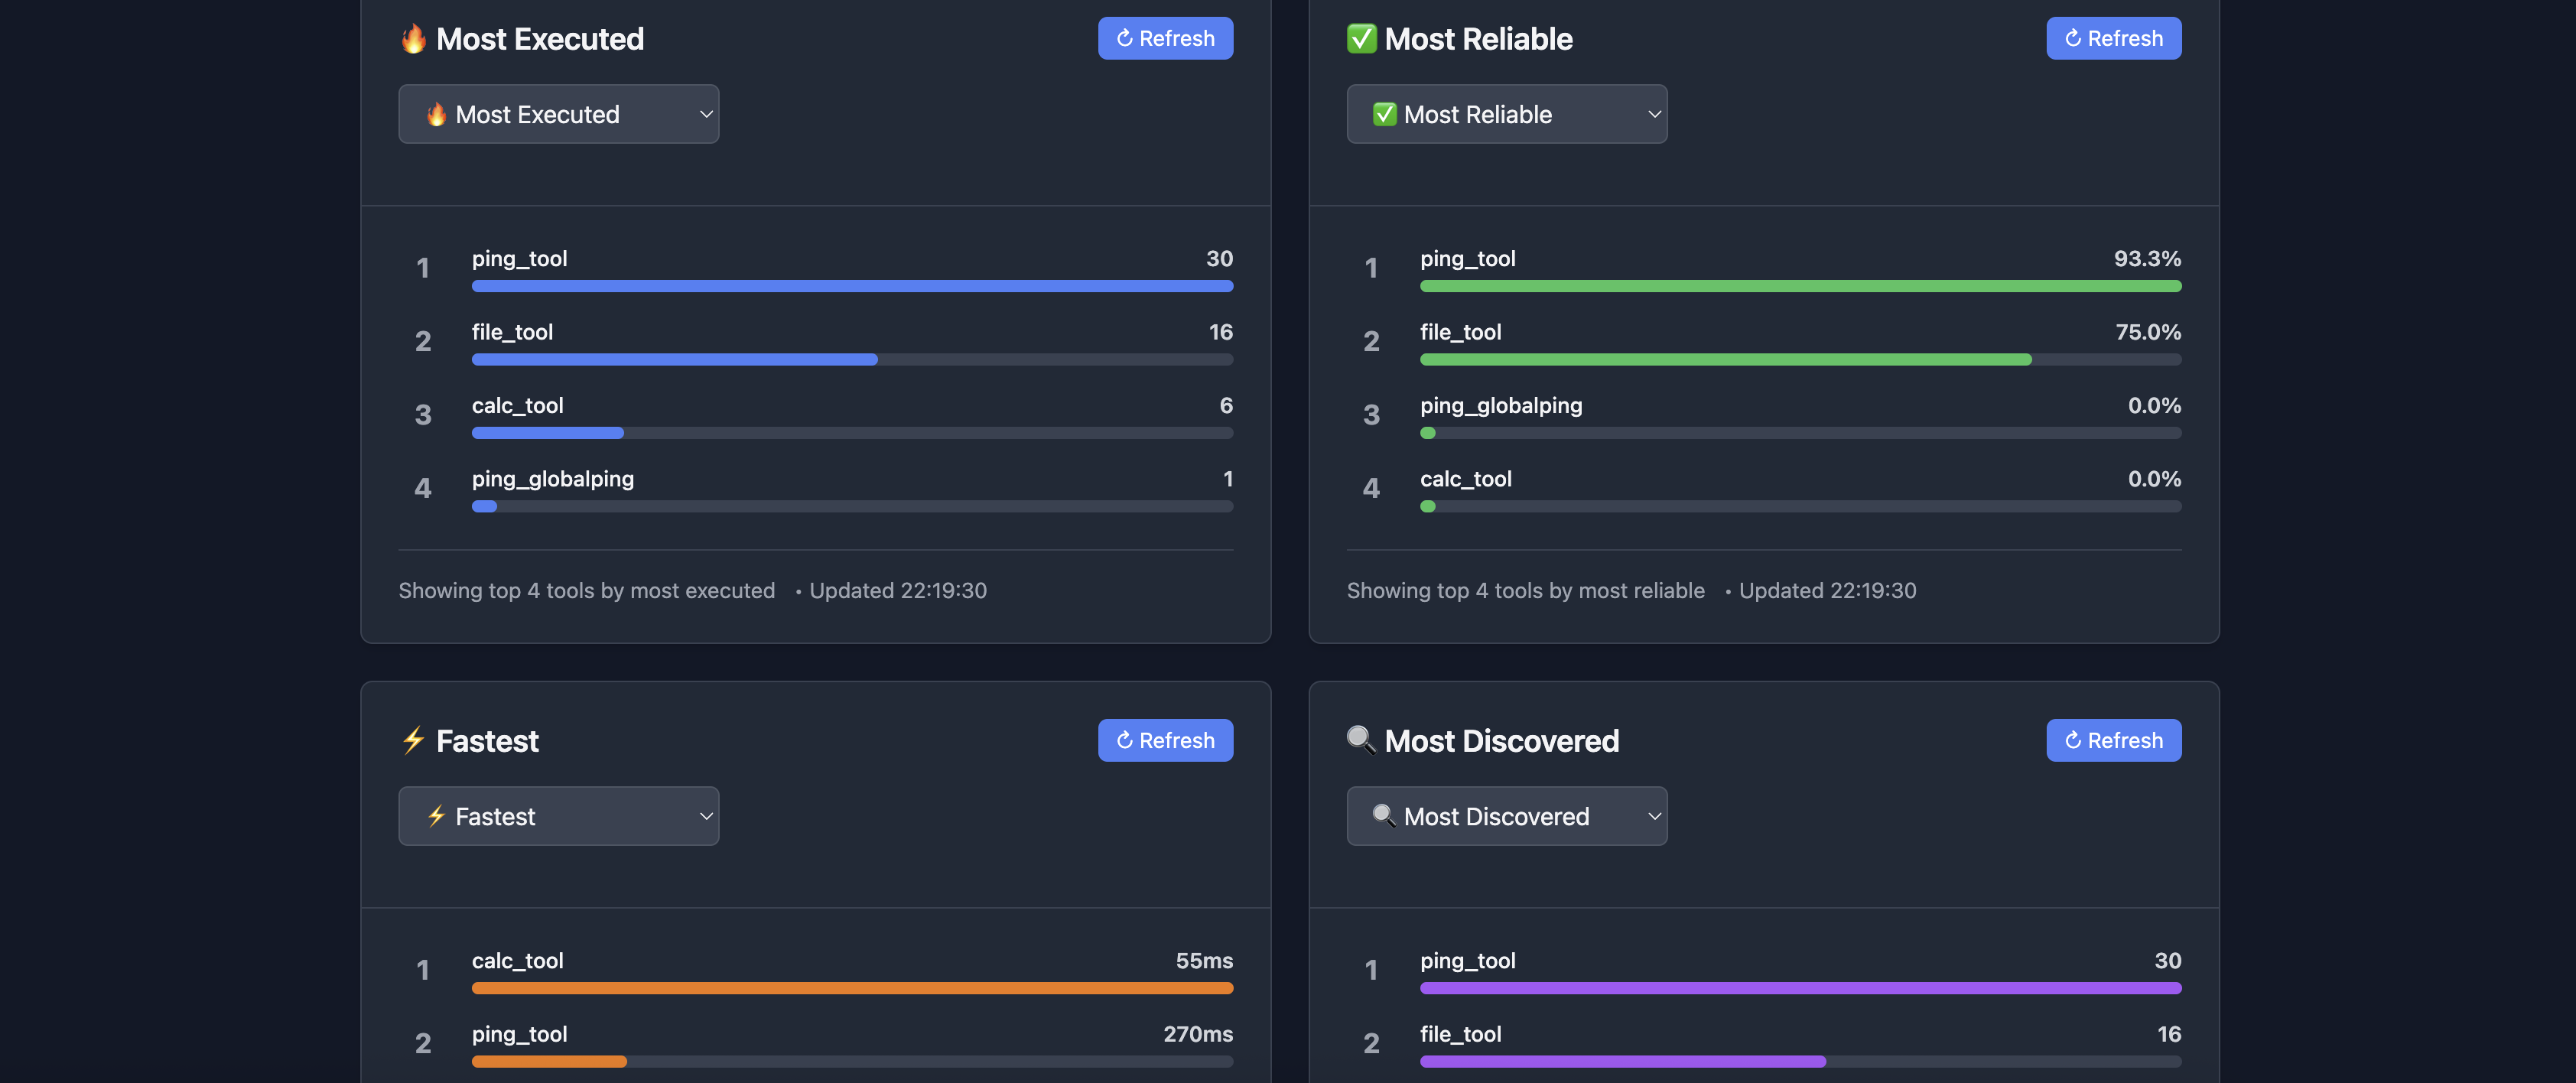 🔥 Most Executed
↻ Refresh
🔥 Most Executed
1
ping_tool
30
2
file_tool
16
3
calc_tool
6
4
ping_globalping
1
Showing top 4 tools by most executed • Updated 22:19:30
✅ Most Reliable
↻ Refresh
✅ Most Reliable
1
ping_tool
93.3%
2
file_tool
75.0%
3
ping_globalping
0.0%
4
calc_tool
0.0%
Showing top 4 tools by most reliable • Updated 22:19:30
⚡ Fastest
↻ Refresh
⚡ Fastest
1
calc_tool
55ms
2
ping_tool
270ms
🔍 Most Discovered
↻ Refresh
🔍 Most Discovered
1
ping_tool
30
2
file_tool
16